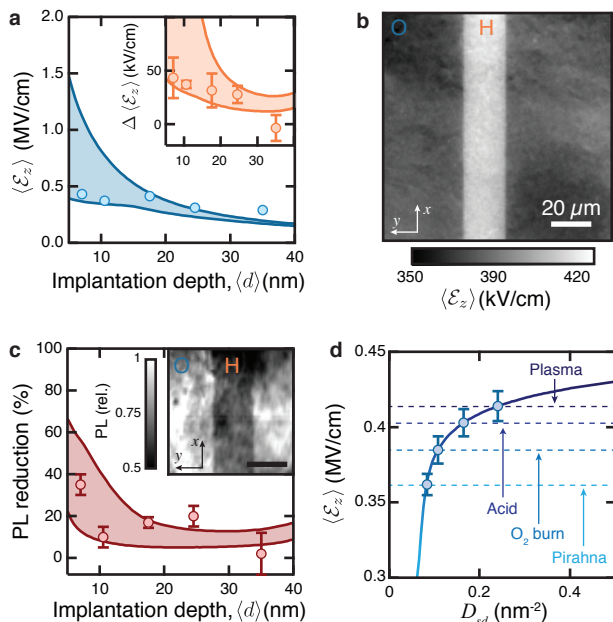 a
2.0
1.5
1.0
0.5
0.0
⟨ℰz⟩ (MV/cm)
10
20
30
40
Implantation depth, ⟨d⟩(nm)
Δ ⟨ℰz⟩ (kV/cm)
50
0
10
20
30
b
O
H
y
x
20 µm
350
390
420
⟨ℰz⟩ (kV/cm)
c
100
80
60
40
20
0
PL reduction (%)
10
20
30
40
Implantation depth, ⟨d⟩(nm)
PL (rel.)
1
0.75
0.5
O
H
x
y
d
0.45
0.4
0.35
0.3
⟨ℰz⟩ (MV/cm)
Plasma
Acid
O2 burn
Pirahna
0
0.2
0.4
Dsd (nm-2)